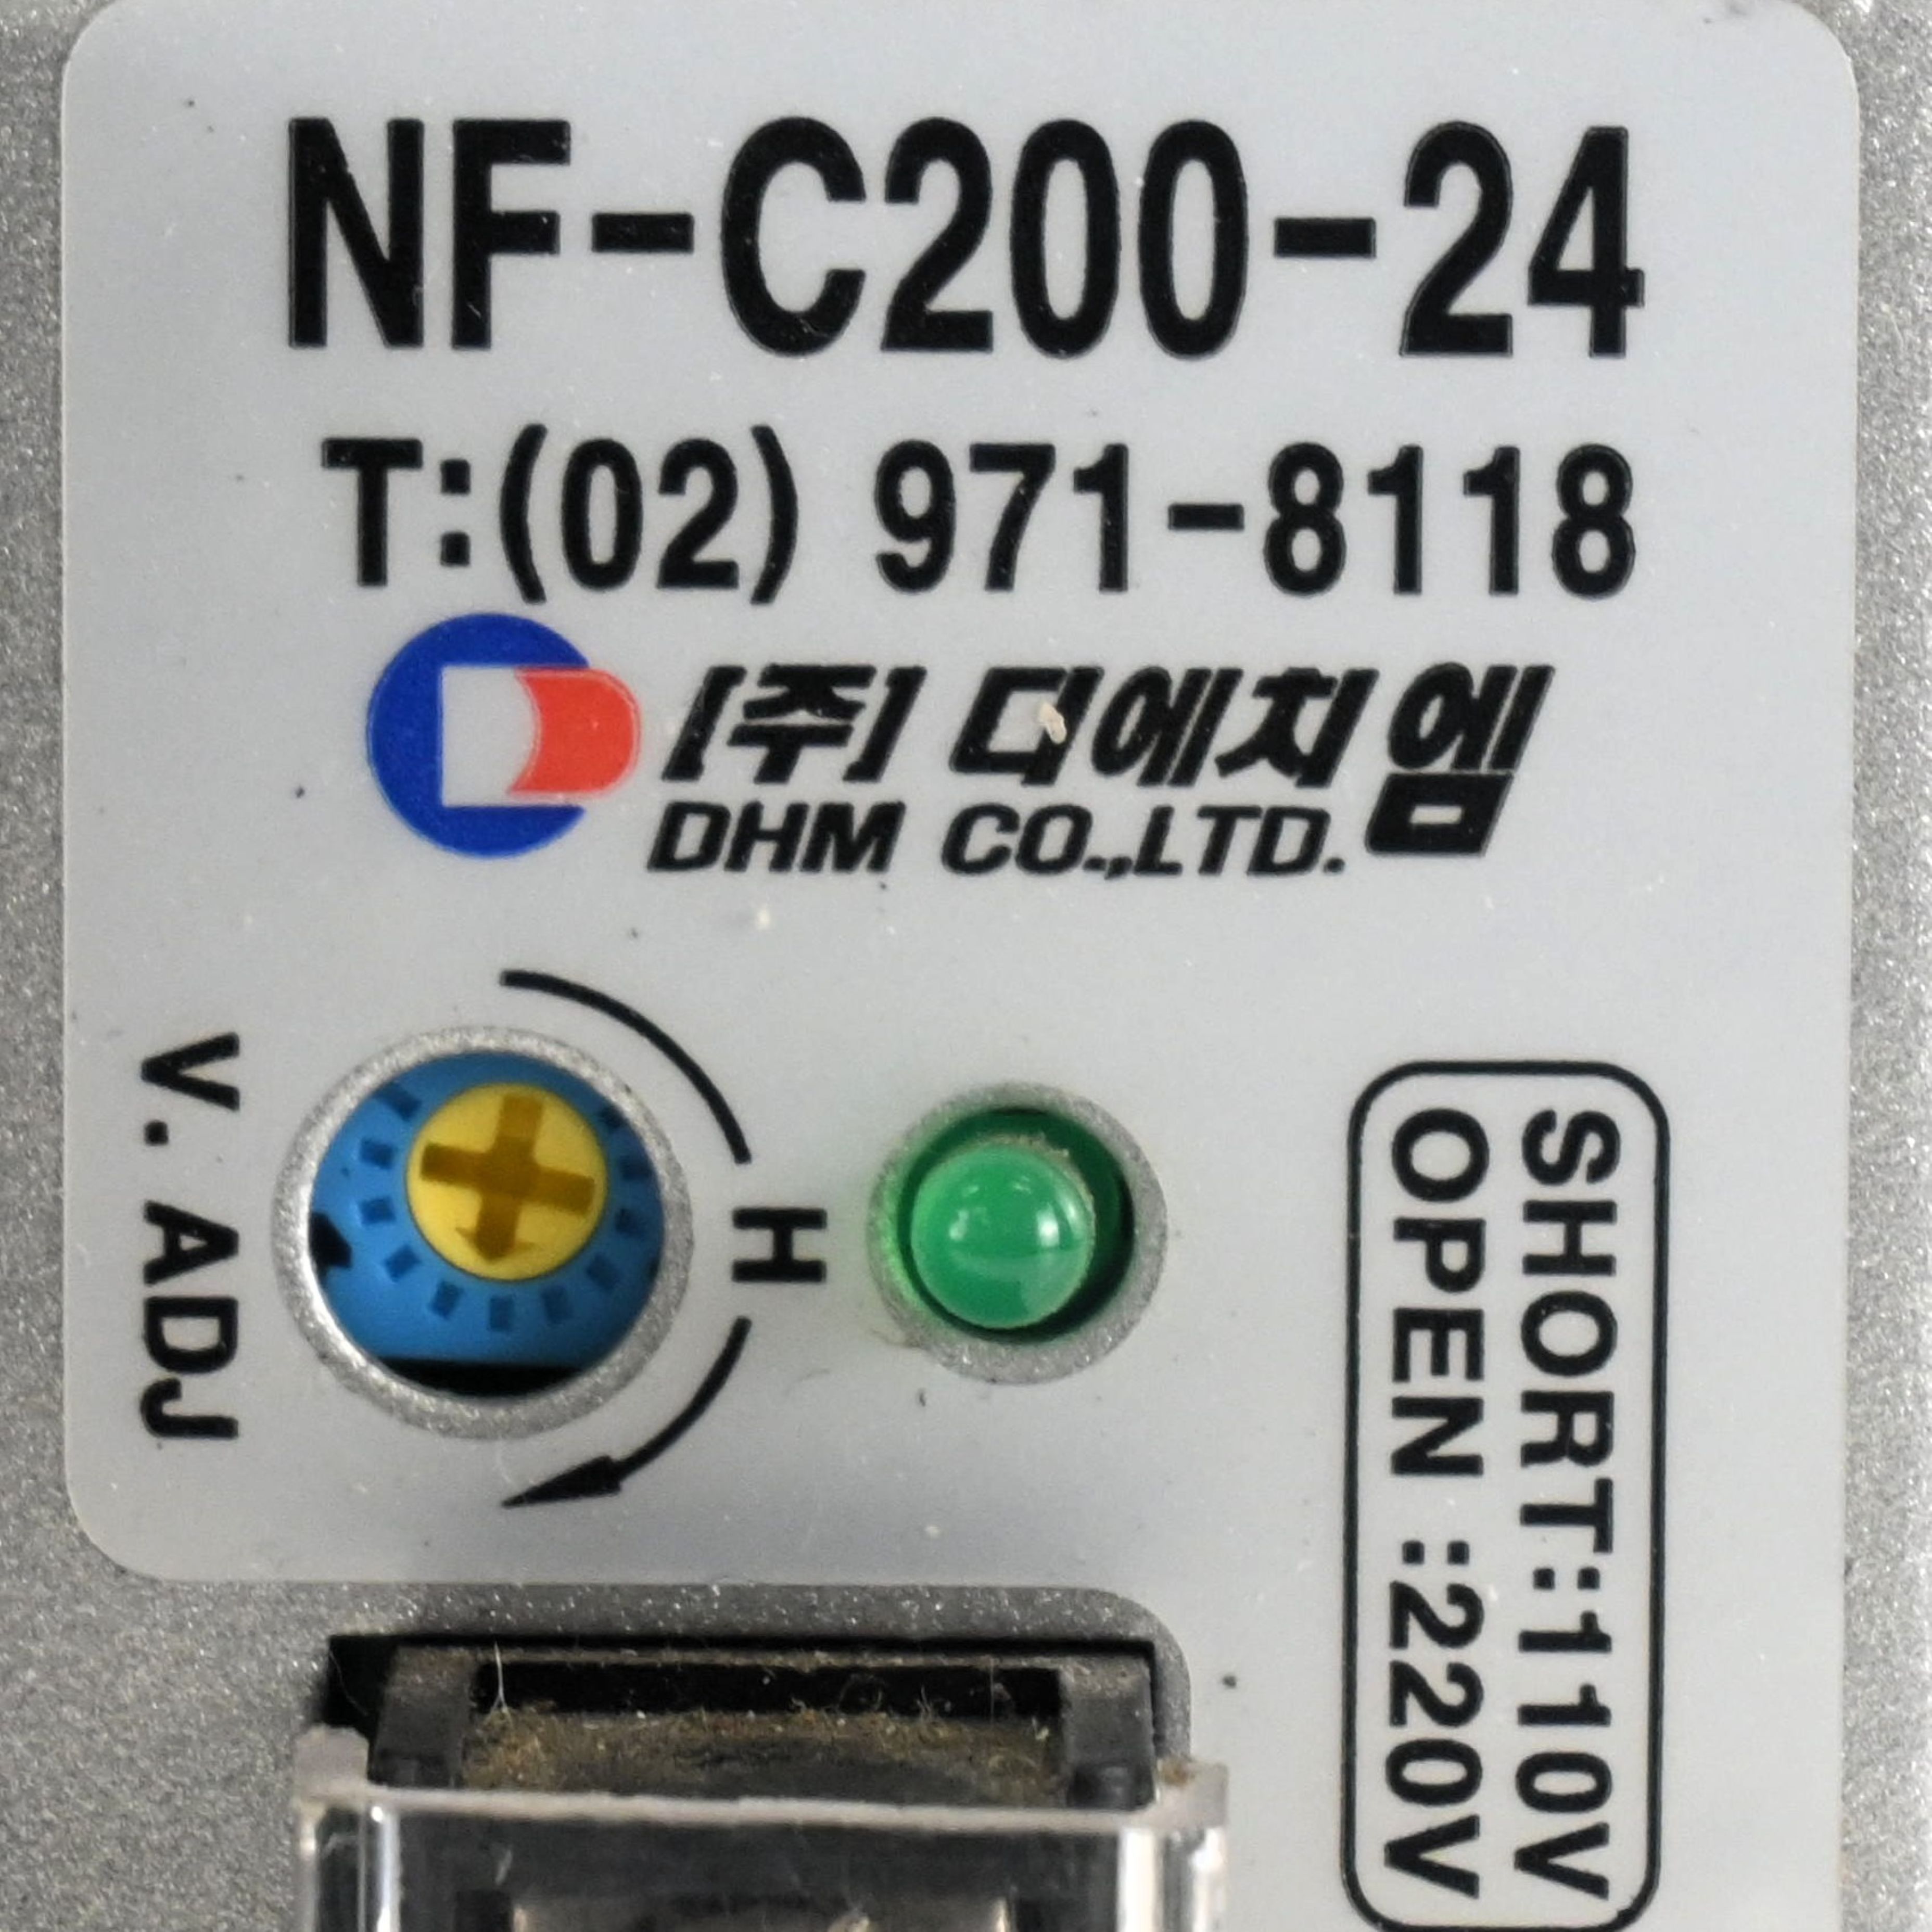 NF-C200-24
T:(02) 971-8118
[주] 디에치엠
DHM CO.,LTD.
V. ADJ
H
SHORT:110V
OPEN :220V